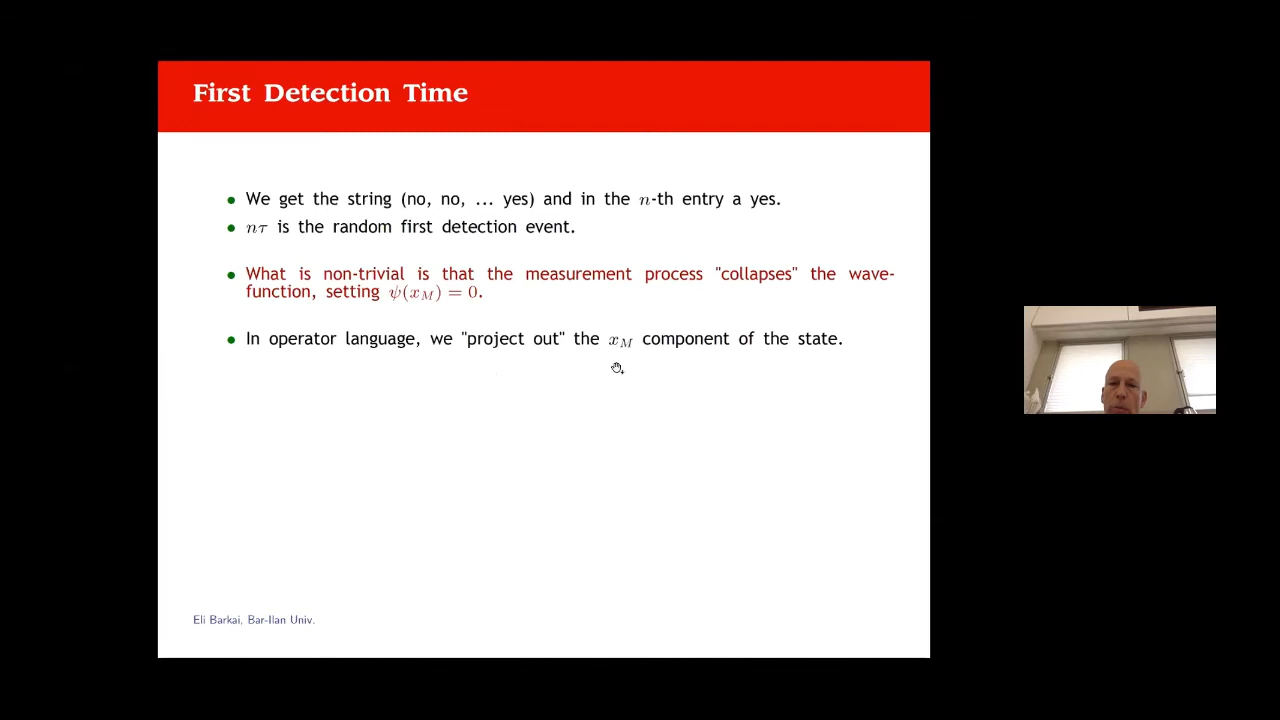 First Detection Time
• We get the string (no, no, ... yes) and in the n-th entry a yes.
• nτ is the random first detection event.
• What is non-trivial is that the measurement process "collapses" the wave-
function, setting ψ(x_M) = 0.
• In operator language, we "project out" the x_M component of the state.
Eli Barkai, Bar-Ilan Univ.